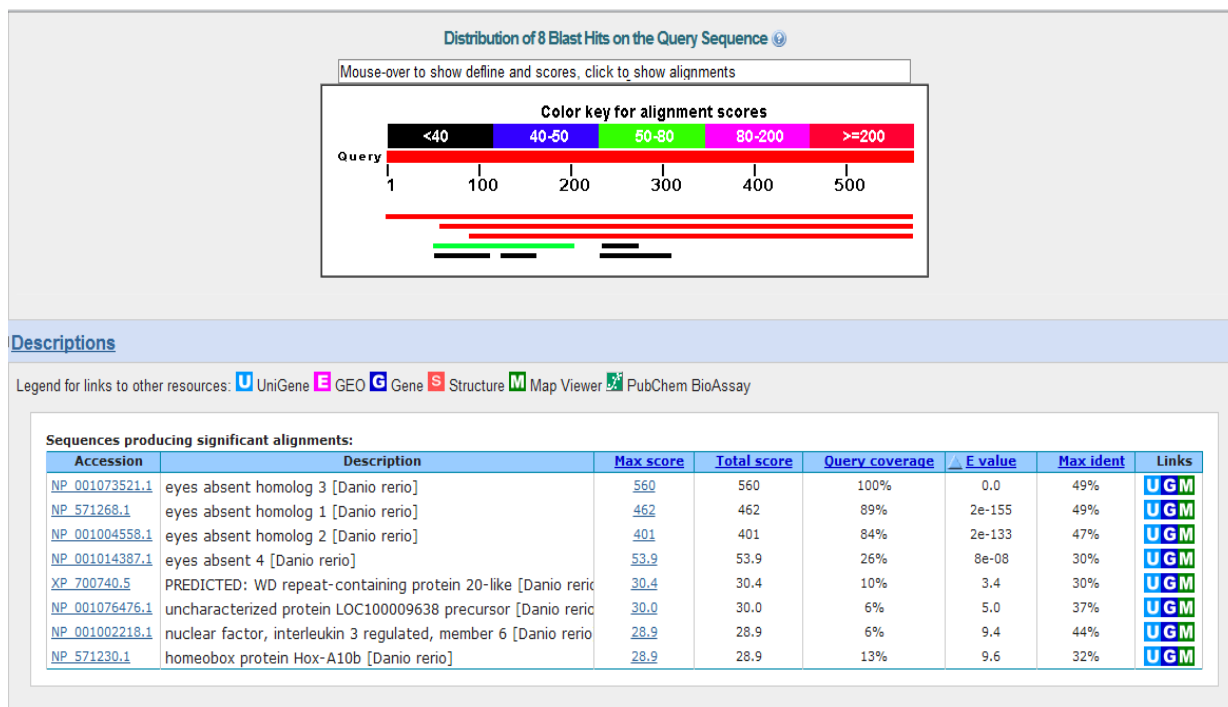 Distribution of 8 Blast Hits on the Query Sequence ?
Mouse-over to show defline and scores, click to show alignments
Color key for alignment scores
<40 40-50 50-80 80-200 >=200
Query
1 100 200 300 400 500
Descriptions
Legend for links to other resources: U UniGene E GEO G Gene S Structure M Map Viewer PubChem BioAssay
Sequences producing significant alignments:
Accession Description Max score Total score Query coverage E value Max ident Links
NP_001073521.1 eyes absent homolog 3 [Danio rerio] 560 560 100% 0.0 49% U G M
NP_571268.1 eyes absent homolog 1 [Danio rerio] 462 462 89% 2e-155 49% U G M
NP_001004558.1 eyes absent homolog 2 [Danio rerio] 401 401 84% 2e-133 47% U G M
NP_001014387.1 eyes absent 4 [Danio rerio] 53.9 53.9 26% 8e-08 30% U G M
XP_700740.5 PREDICTED: WD repeat-containing protein 20-like [Danio reric 30.4 30.4 10% 3.4 30% U G M
NP_001076476.1 uncharacterized protein LOC100009638 precursor [Danio reric 30.0 30.0 6% 5.0 37% U G M
NP_001002218.1 nuclear factor, interleukin 3 regulated, member 6 [Danio rerio 28.9 28.9 6% 9.4 44% U G M
NP_571230.1 homeobox protein Hox-A10b [Danio rerio] 28.9 28.9 13% 9.6 32% U G M